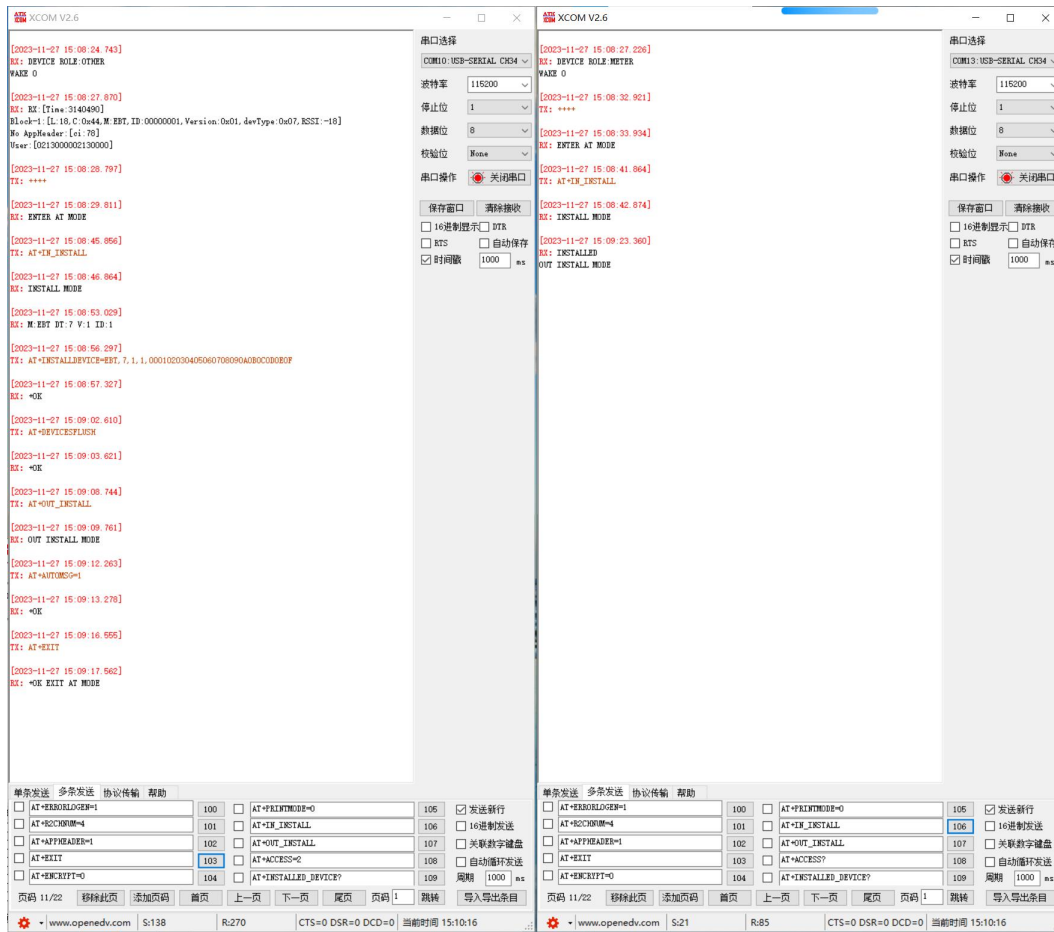 XCOM V2.6
[2023-11-27 15:08:24.743]
RX: DEVICE ROLE:OTHER
WAKE 0
[2023-11-27 15:08:27.870]
RX: RX:[Time:3140490]
Block-1:[L:18,C:0x44,M:EBT,ID:00000001,Version:0x01,devType:0x07,RSSI:-18]
No AppHeader:[ci:78]
User:[0213000002130000]
[2023-11-27 15:08:28.797]
TX: ++++
[2023-11-27 15:08:29.811]
RX: ENTER AT MODE
[2023-11-27 15:08:45.856]
TX: AT+IN_INSTALL
[2023-11-27 15:08:46.864]
RX: INSTALL MODE
[2023-11-27 15:08:53.029]
RX: M:EBT DT:7 V:1 ID:1
[2023-11-27 15:08:56.297]
TX: AT+INSTALLDEVICE=EBT,7,1,1,000102030405060708090A0B0C0D0E0F
[2023-11-27 15:08:57.327]
RX: +OK
[2023-11-27 15:09:02.610]
TX: AT+DEVICESFLUSH
[2023-11-27 15:09:03.621]
RX: +OK
[2023-11-27 15:09:08.744]
TX: AT+OUT_INSTALL
[2023-11-27 15:09:09.761]
RX: OUT INSTALL MODE
[2023-11-27 15:09:12.263]
TX: AT+AUTOMSG=1
[2023-11-27 15:09:13.278]
RX: +OK
[2023-11-27 15:09:16.555]
TX: AT+EXIT
[2023-11-27 15:09:17.562]
RX: +OK EXIT AT MODE
串口选择
COM10:USB-SERIAL CH34
波特率 115200
停止位 1
数据位 8
校验位 None
串口操作 关闭串口
保存窗口 清除接收
16进制显示 DTR
RTS 自动保存
时间戳 1000 ms
单条发送 多条发送 协议传输 帮助
AT+ERRORLOGEN=1 100 AT+PRINTMODE=0 105 发送新行
AT+R2CHNUM=4 101 AT+IN_INSTALL 106 16进制发送
AT+APPHEADER=1 102 AT+OUT_INSTALL 107 关联数字键盘
AT+EXIT 103 AT+ACCESS=2 108 自动循环发送
AT+ENCRYPT=0 104 AT+INSTALLED_DEVICE? 109 周期 1000 ms
页码 11/22 移除此页 添加页码 首页 上一页 下一页 尾页 页码 1 跳转 导入导出条目
www.openedv.com S:138 R:270 CTS=0 DSR=0 DCD=0 当前时间 15:10:16
XCOM V2.6
[2023-11-27 15:08:27.226]
RX: DEVICE ROLE:METER
WAKE 0
[2023-11-27 15:08:32.921]
TX: ++++
[2023-11-27 15:08:33.934]
RX: ENTER AT MODE
[2023-11-27 15:08:41.864]
TX: AT+IN_INSTALL
[2023-11-27 15:08:42.874]
RX: INSTALL MODE
[2023-11-27 15:09:23.360]
RX: INSTALLED
OUT INSTALL MODE
串口选择
COM13:USB-SERIAL CH34
波特率 115200
停止位 1
数据位 8
校验位 None
串口操作 关闭串口
保存窗口 清除接收
16进制显示 DTR
RTS 自动保存
时间戳 1000 ms
单条发送 多条发送 协议传输 帮助
AT+ERRORLOGEN=1 100 AT+PRINTMODE=0 105 发送新行
AT+R2CHNUM=4 101 AT+IN_INSTALL 106 16进制发送
AT+APPHEADER=1 102 AT+OUT_INSTALL 107 关联数字键盘
AT+EXIT 103 AT+ACCESS? 108 自动循环发送
AT+ENCRYPT=0 104 AT+INSTALLED_DEVICE? 109 周期 1000 ms
页码 11/22 移除此页 添加页码 首页 上一页 下一页 尾页 页码 1 跳转 导入导出条目
www.openedv.com S:21 R:85 CTS=0 DSR=0 DCD=0 当前时间 15:10:16